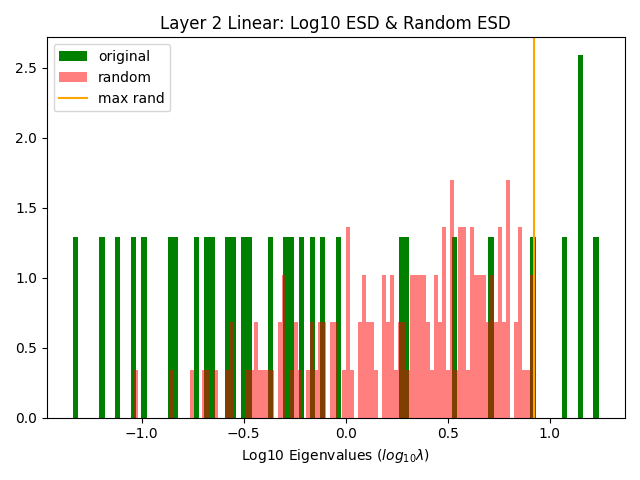 Layer 2 Linear: Log10 ESD & Random ESD
original
random
max rand
2.5
2.0
1.5
1.0
0.5
0.0
−1.0 −0.5 0.0 0.5 1.0
Log10 Eigenvalues (log₁₀λ)